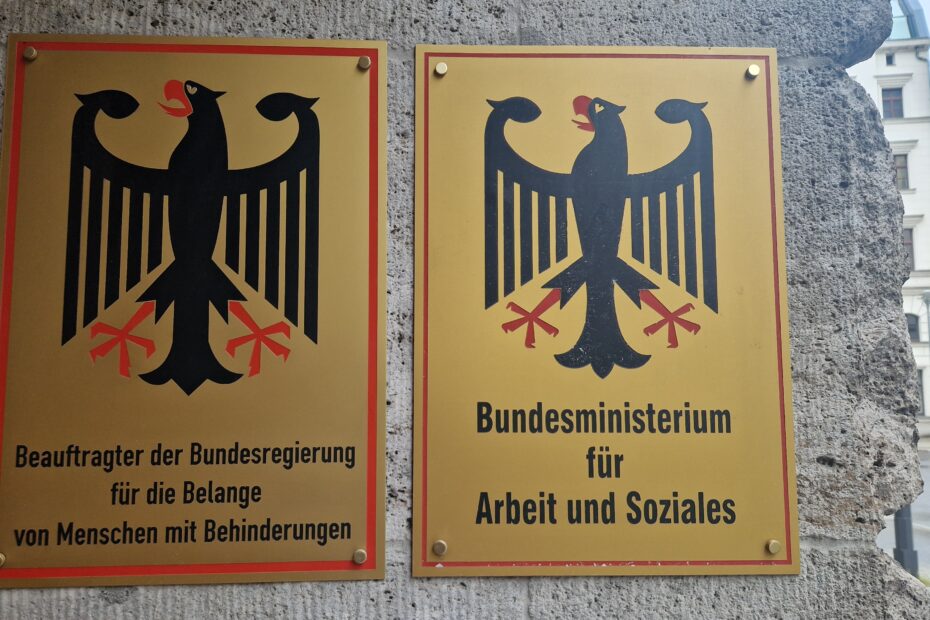 Beauftragter der Bundesregierung
für die Belange
von Menschen mit Behinderungen
Bundesministerium
für
Arbeit und Soziales